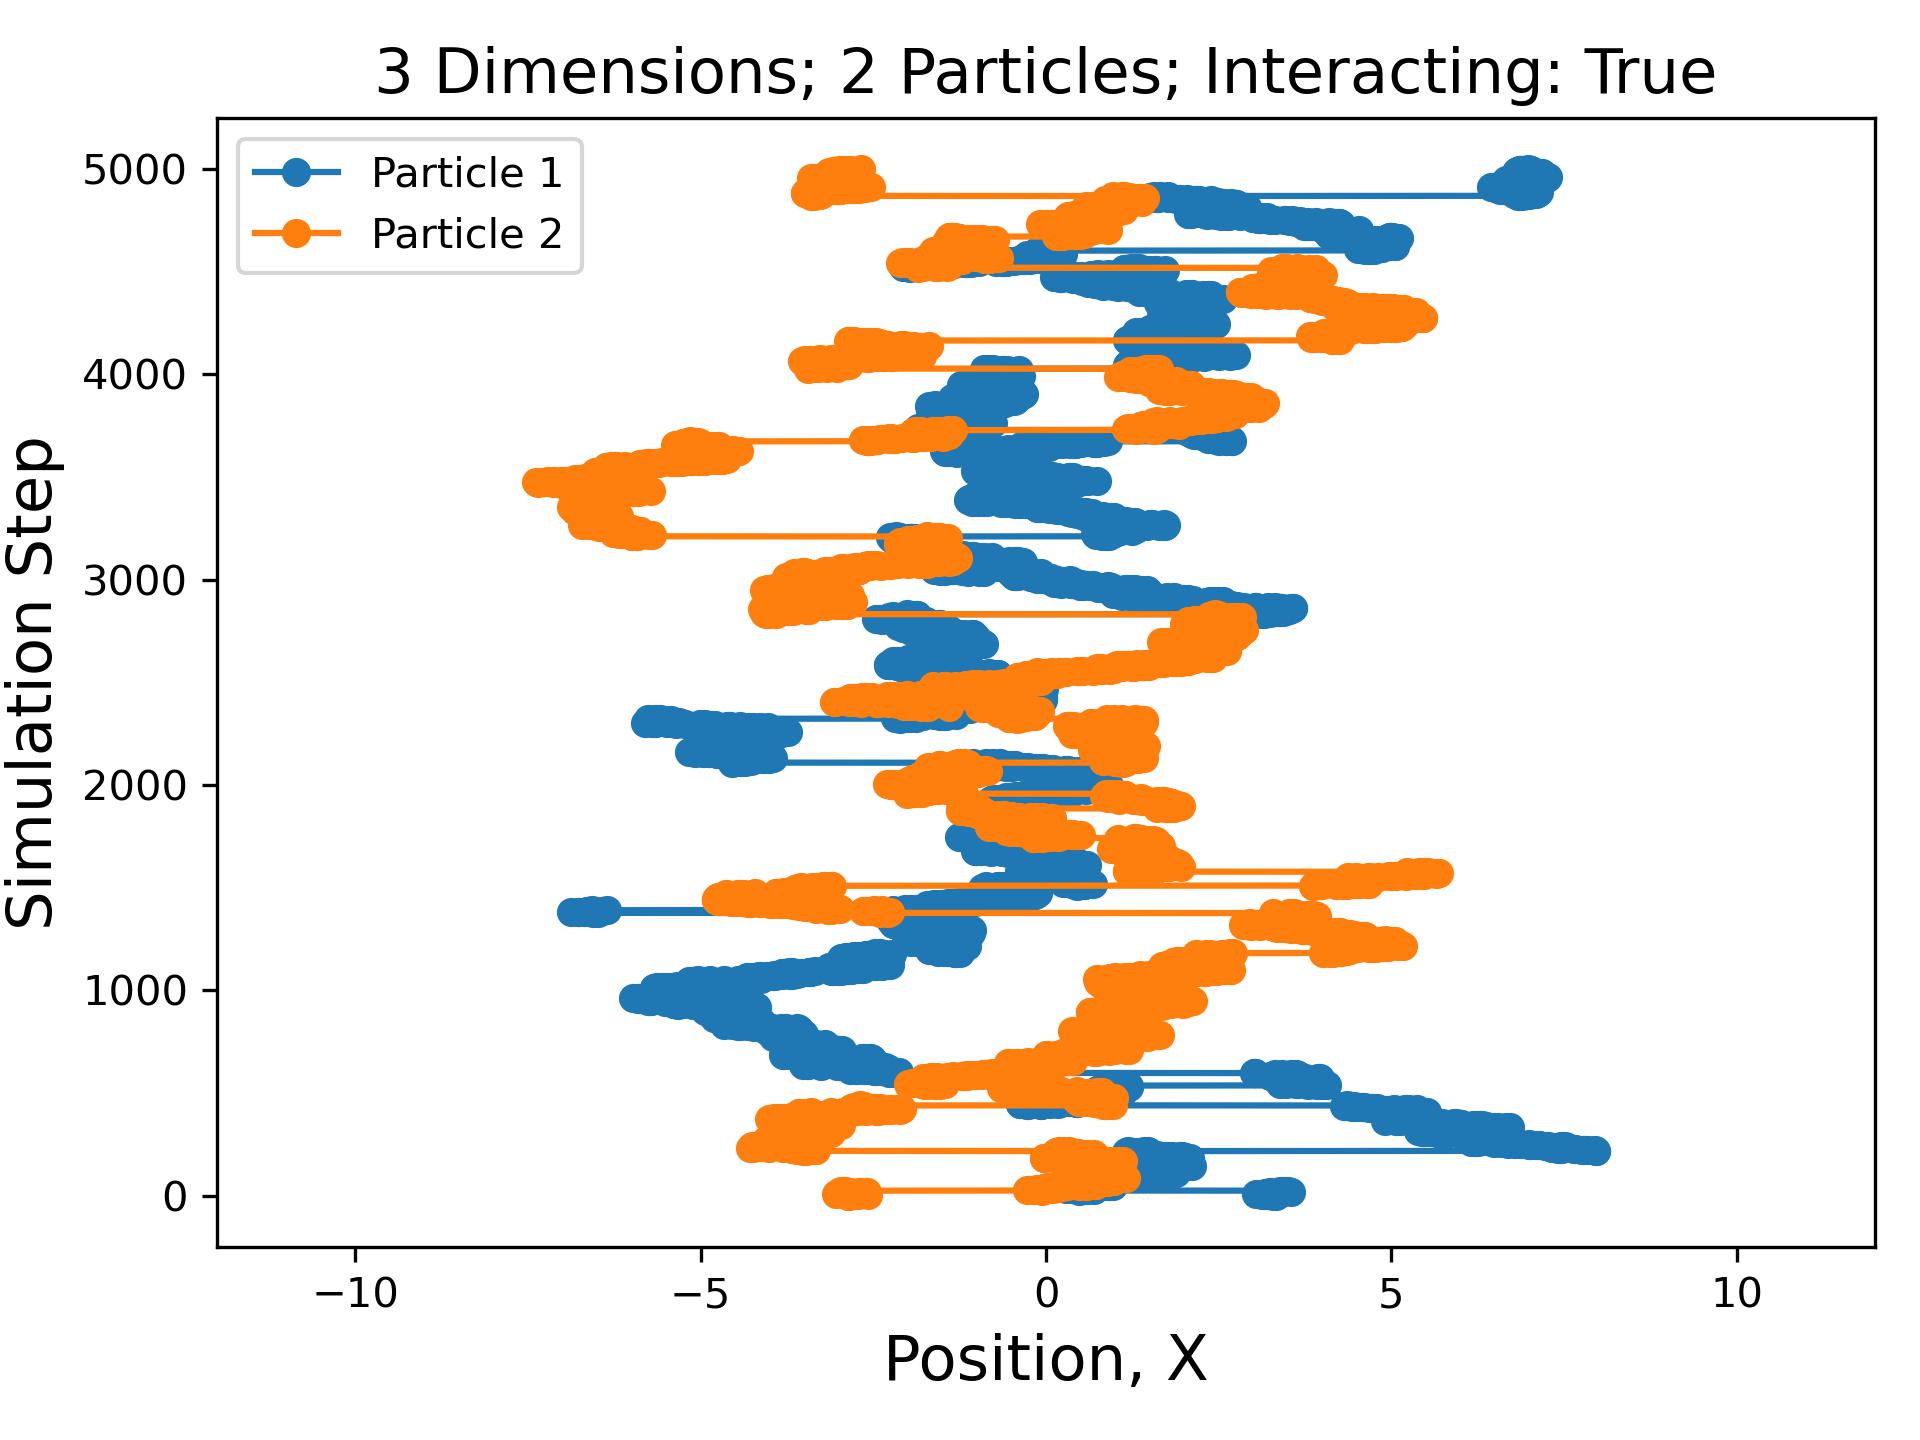 3 Dimensions; 2 Particles; Interacting: True
Particle 1
Particle 2
5000
4000
3000
2000
1000
0
Simulation Step
−10
−5
0
5
10
Position, X